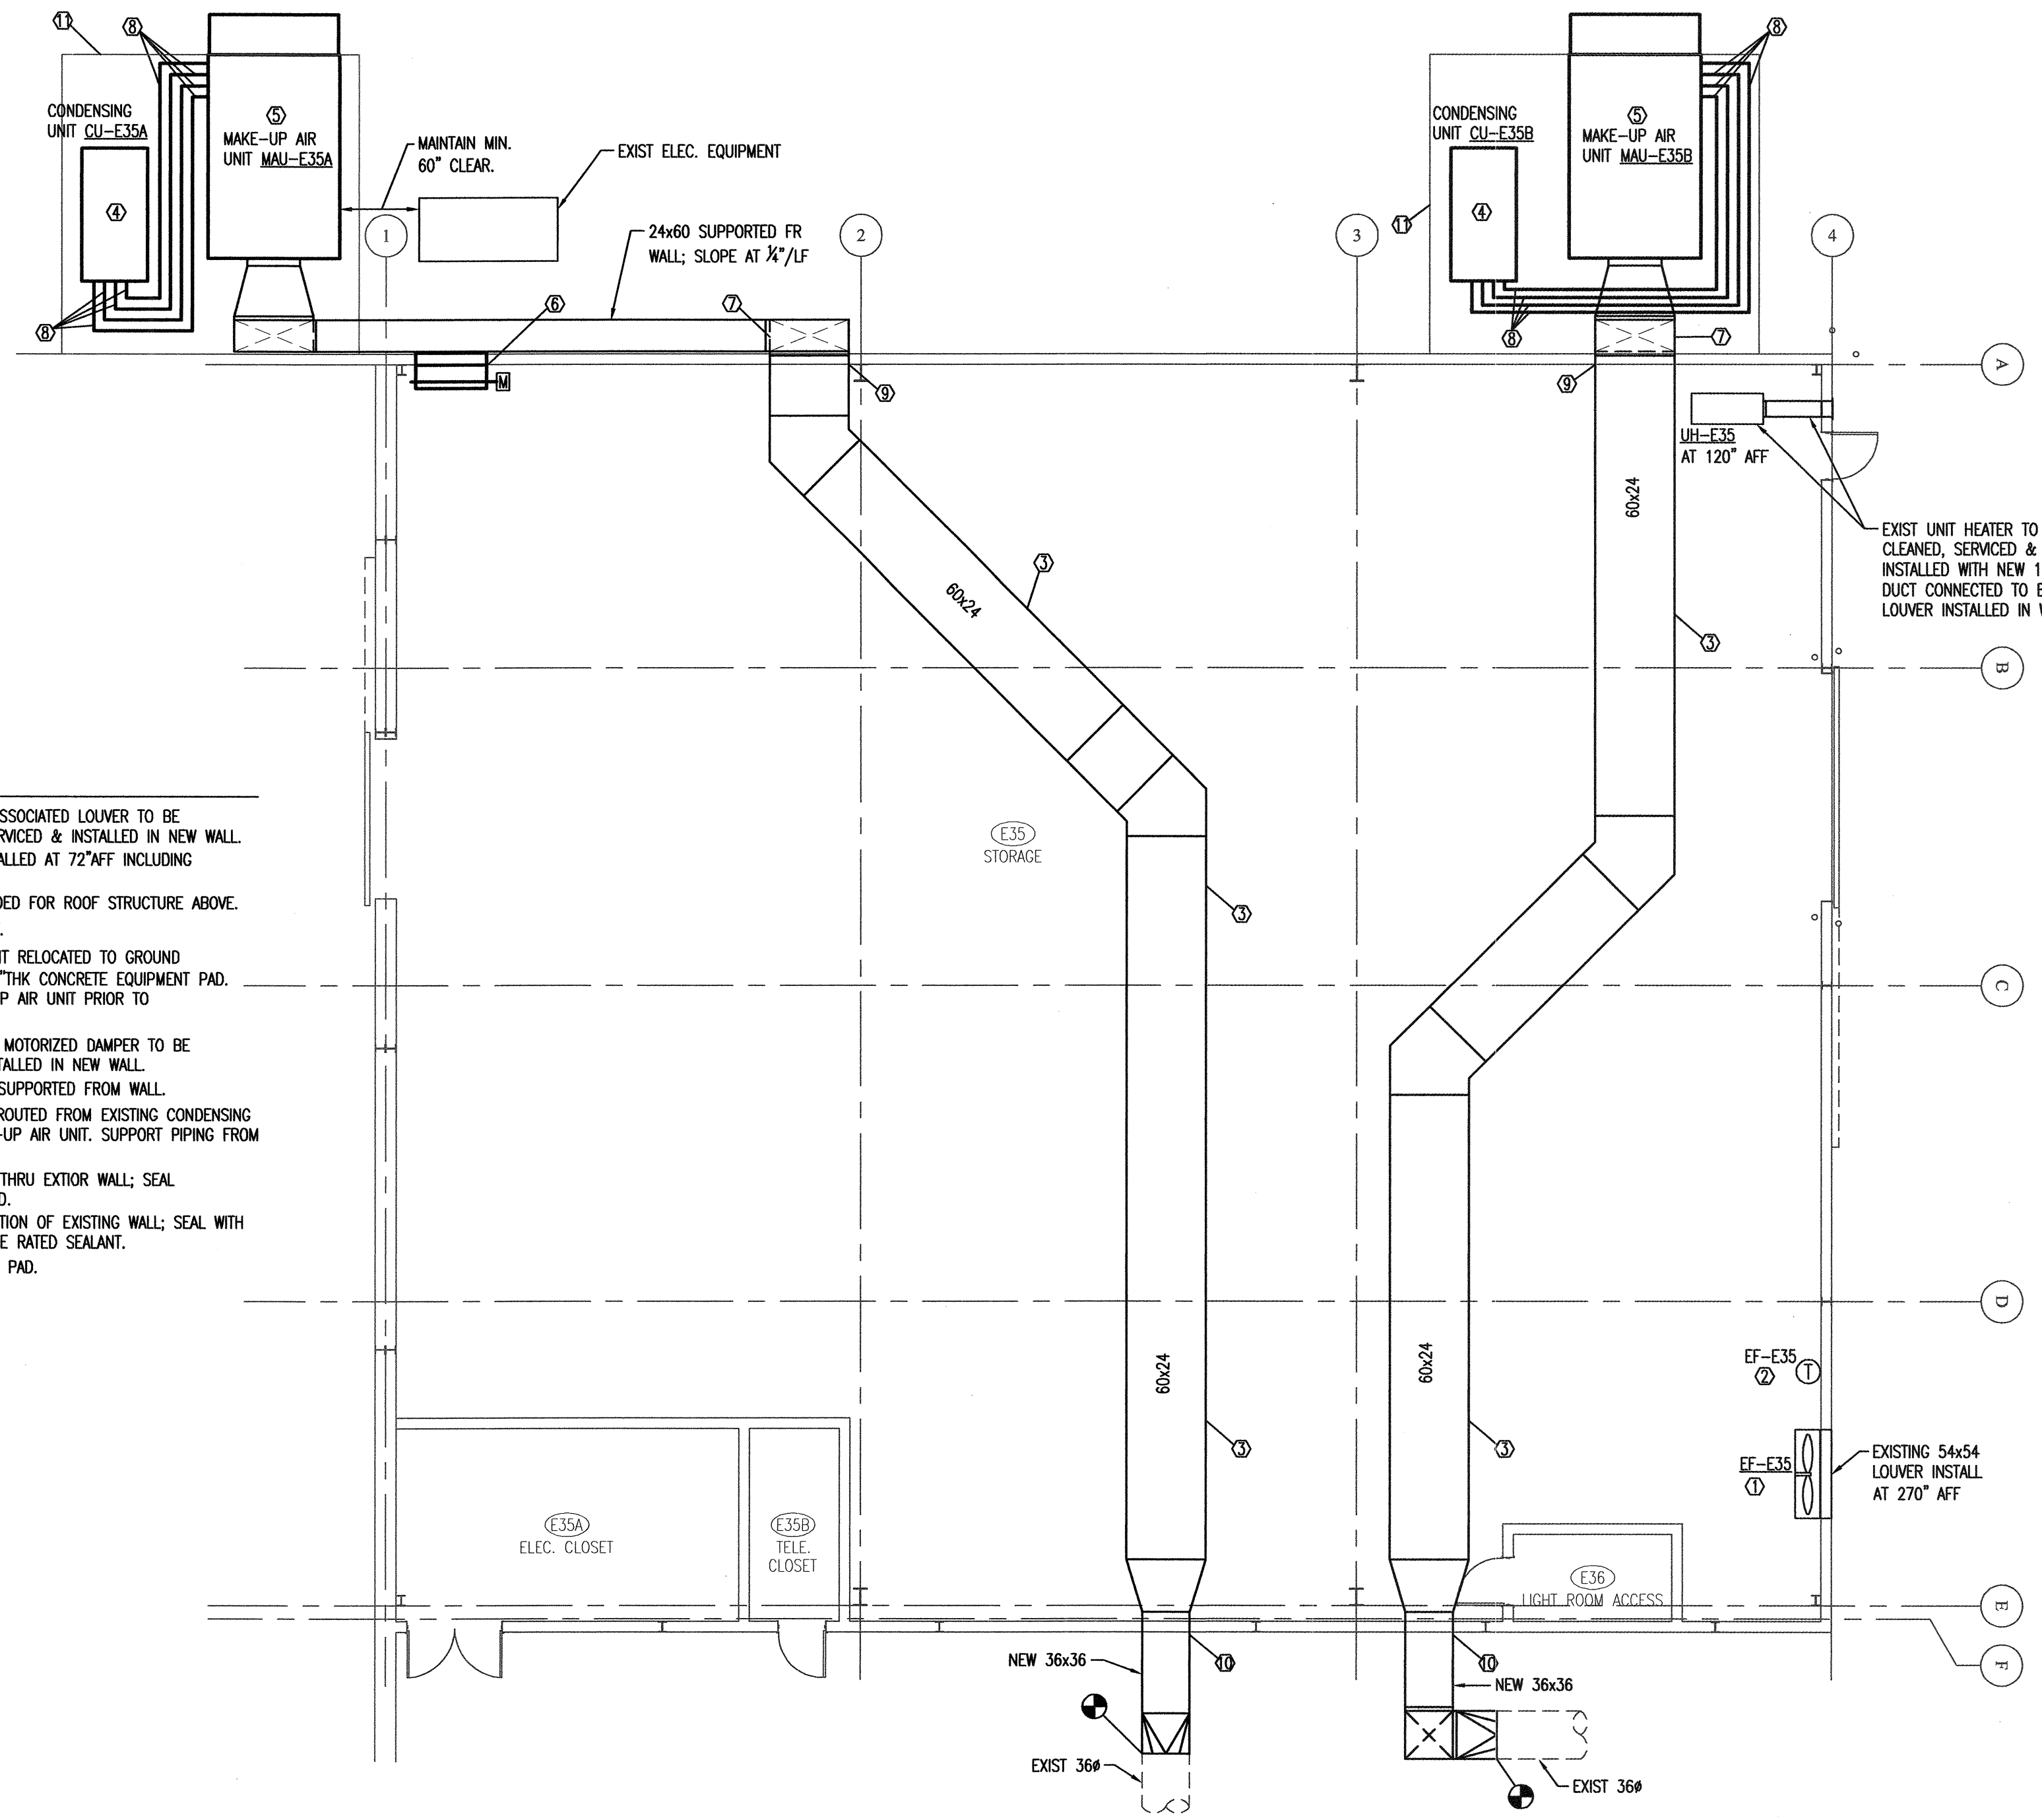 11
8
CONDENSING
UNIT CU-E35A
5
MAKE-UP AIR
UNIT MAU-E35A
4
8
MAINTAIN MIN.
60" CLEAR.
EXIST ELEC. EQUIPMENT
24x60 SUPPORTED FR
WALL; SLOPE AT 1/4"/LF
1
2
3
4
6
7
M
9
8
CONDENSING
UNIT CU-E35B
5
MAKE-UP AIR
UNIT MAU-E35B
4
11
8
7
9
A
UH-E35
AT 120" AFF
EXIST UNIT HEATER TO
CLEANED, SERVICED &
INSTALLED WITH NEW 1
DUCT CONNECTED TO
LOUVER INSTALLED IN
60x24
3
60x24
3
B
SSOCIATED LOUVER TO BE
RVICED & INSTALLED IN NEW WALL.
ALLED AT 72"AFF INCLUDING
DED FOR ROOF STRUCTURE ABOVE.
IT RELOCATED TO GROUND
"THK CONCRETE EQUIPMENT PAD.
P AIR UNIT PRIOR TO
MOTORIZED DAMPER TO BE
TALLED IN NEW WALL.
SUPPORTED FROM WALL.
ROUTED FROM EXISTING CONDENSING
-UP AIR UNIT. SUPPORT PIPING FROM
THRU EXTIOR WALL; SEAL
D.
TION OF EXISTING WALL; SEAL WITH
E RATED SEALANT.
PAD.
E35
STORAGE
3
C
D
60x24
3
60x24
3
EF-E35
2
T
EF-E35
1
EXISTING 54x54
LOUVER INSTALL
AT 270" AFF
E35A
ELEC. CLOSET
E35B
TELE.
CLOSET
E36
LIGHT ROOM ACCESS
E
F
NEW 36x36
10
10
NEW 36x36
EXIST 36ø
EXIST 36ø